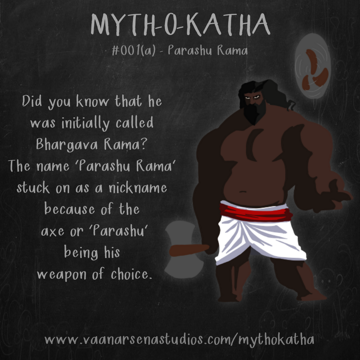 MYTH-O-KATHA
#001(a) - Parashu Rama
Did you know that he
was initially called
Bhargava Rama?
The name 'Parashu Rama'
stuck on as a nickname
because of the
axe or 'Parashu'
being his
weapon of choice.
www.vaanarsenastudios.com/mythokatha